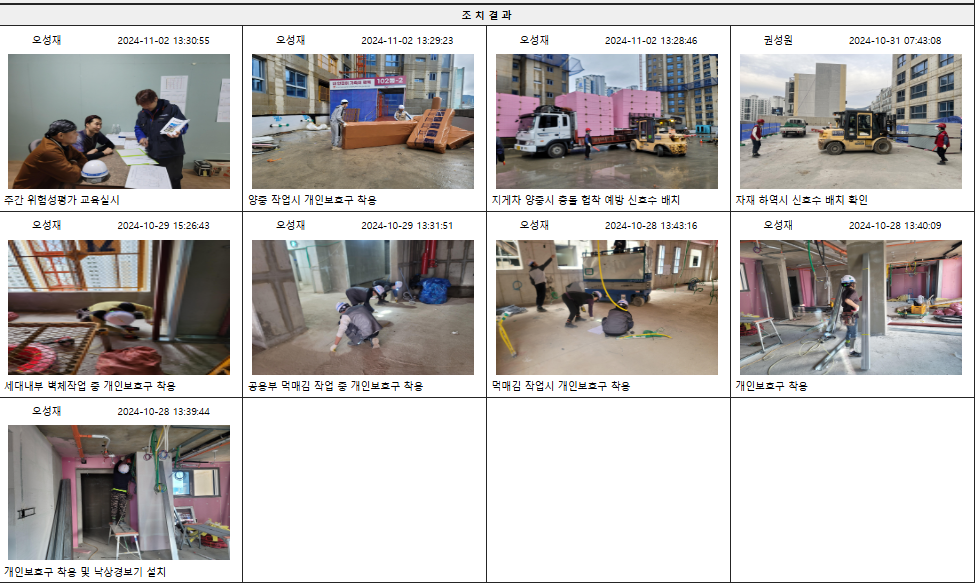 조 치 결 과
오성재 2024-11-02 13:30:55
오성재 2024-11-02 13:29:23
오성재 2024-11-02 13:28:46
권성원 2024-10-31 07:43:08
102동-2
주간 위험성평가 교육실시
양중 작업시 개인보호구 착용
지게차 양중시 충돌 협착 예방 신호수 배치
자재 하역시 신호수 배치 확인
오성재 2024-10-29 15:26:43
오성재 2024-10-29 13:31:51
오성재 2024-10-28 13:43:16
오성재 2024-10-28 13:40:09
12
세대내부 벽체작업 중 개인보호구 착용
공용부 먹매김 작업 중 개인보호구 착용
먹매김 작업시 개인보호구 착용
개인보호구 착용
오성재 2024-10-28 13:39:44
개인보호구 착용 및 낙상경보기 설치